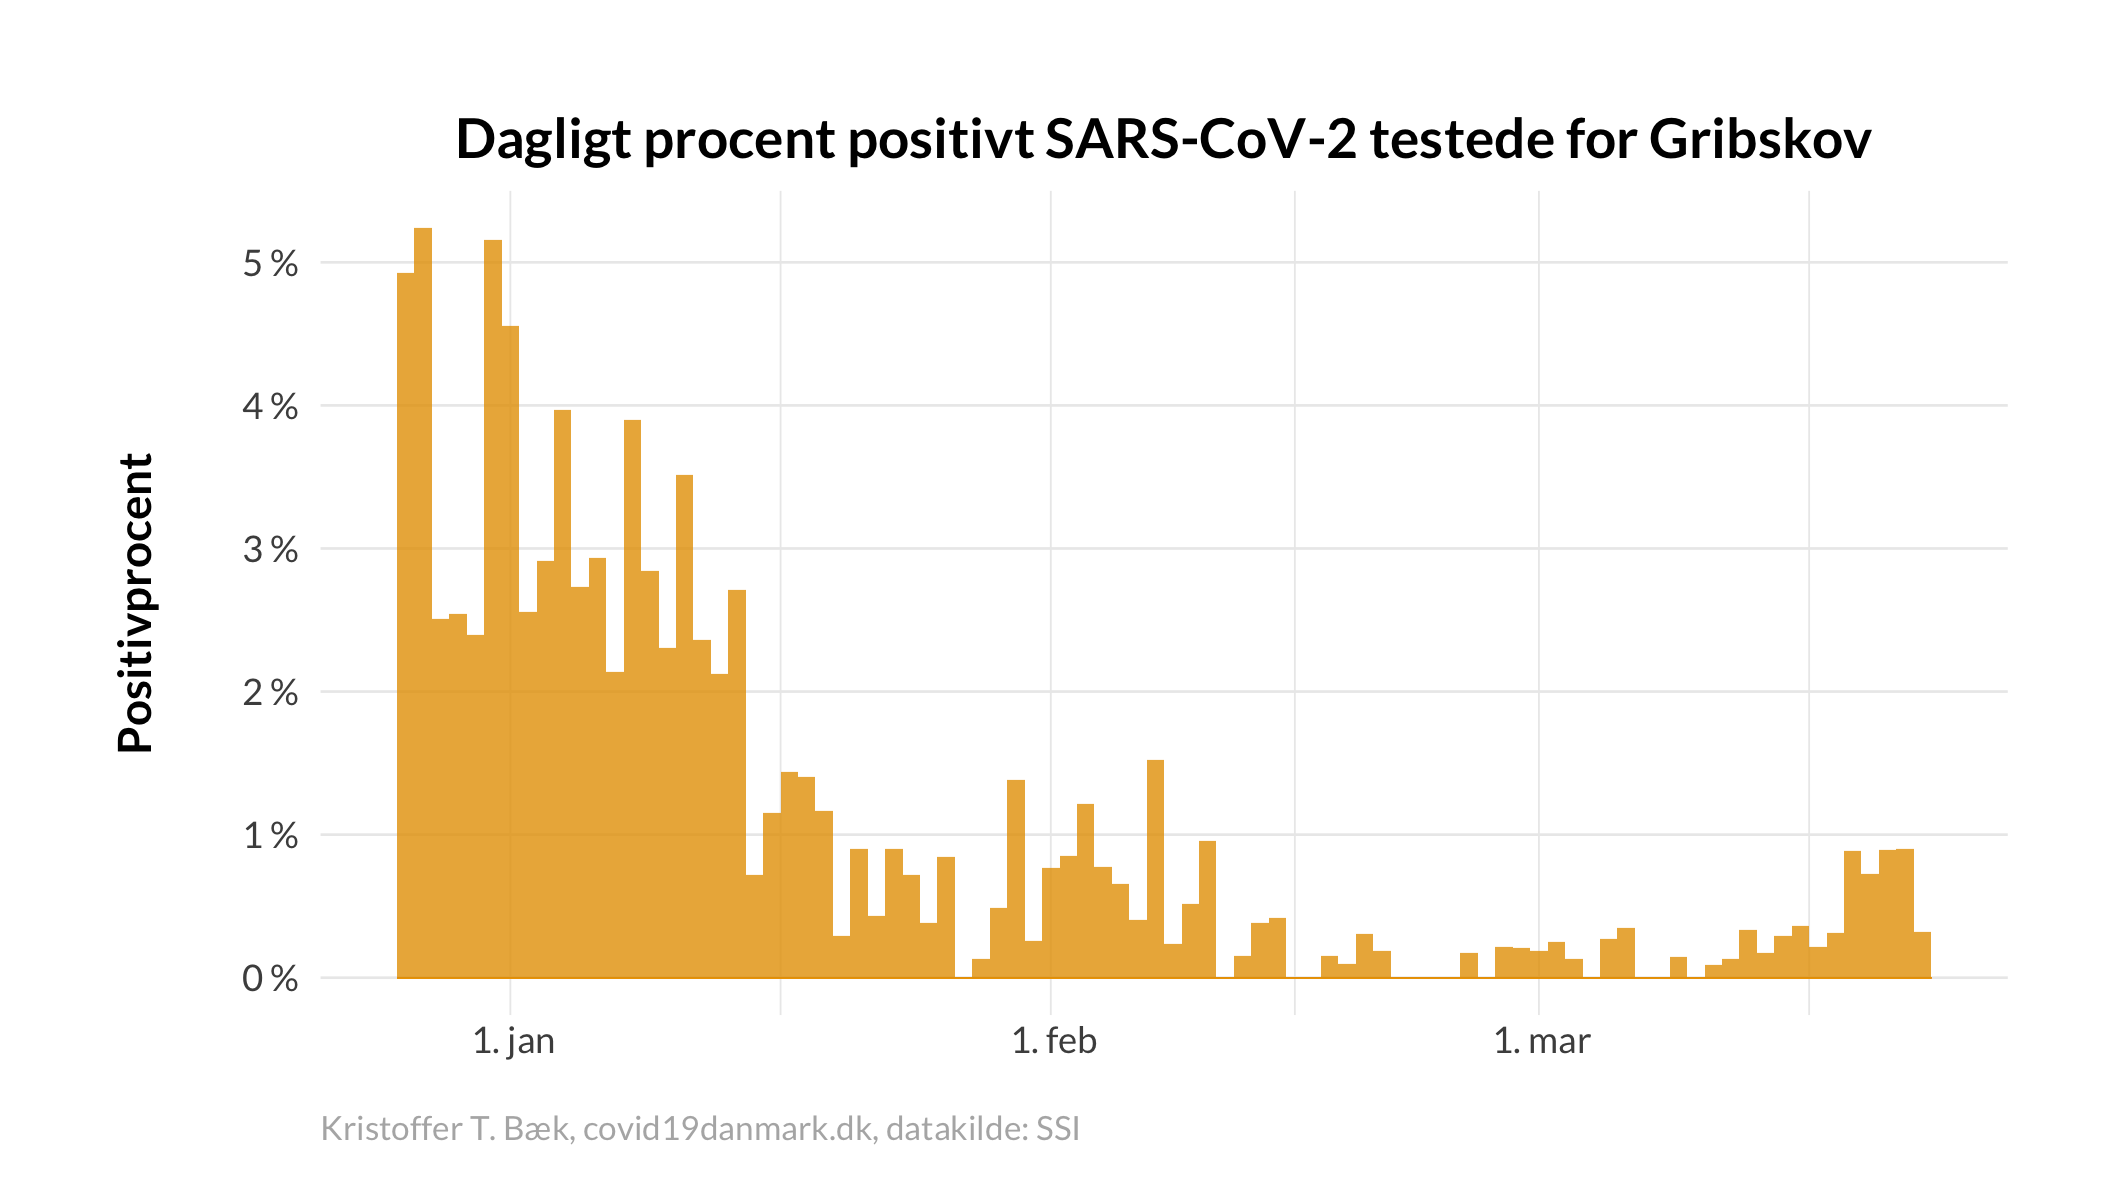 Dagligt procent positivt SARS-CoV-2 testede for Gribskov
Positivprocent
5 %
4 %
3 %
2 %
1 %
0 %
1. jan
1. feb
1. mar
Kristoffer T. Bæk, covid19danmark.dk, datakilde: SSI